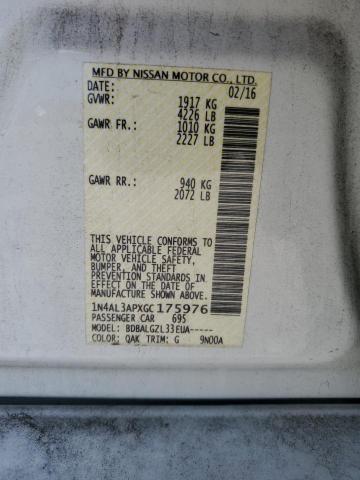 MFD BY NISSAN MOTOR CO., LTD.
DATE: 02/16
GVWR: 1917 KG
4226 LB
GAWR FR.: 1010 KG
2227 LB
GAWR RR.: 940 KG
2072 LB
THIS VEHICLE CONFORMS TO
ALL APPLICABLE FEDERAL
MOTOR VEHICLE SAFETY,
BUMPER, AND THEFT
PREVENTION STANDARDS IN
EFFECT ON THE DATE OF
MANUFACTURE SHOWN ABOVE.
1N4AL3APXGC175976
PASSENGER CAR 695
MODEL: BDBALGZL33EUA-----
COLOR: QAK TRIM: G 9N00A